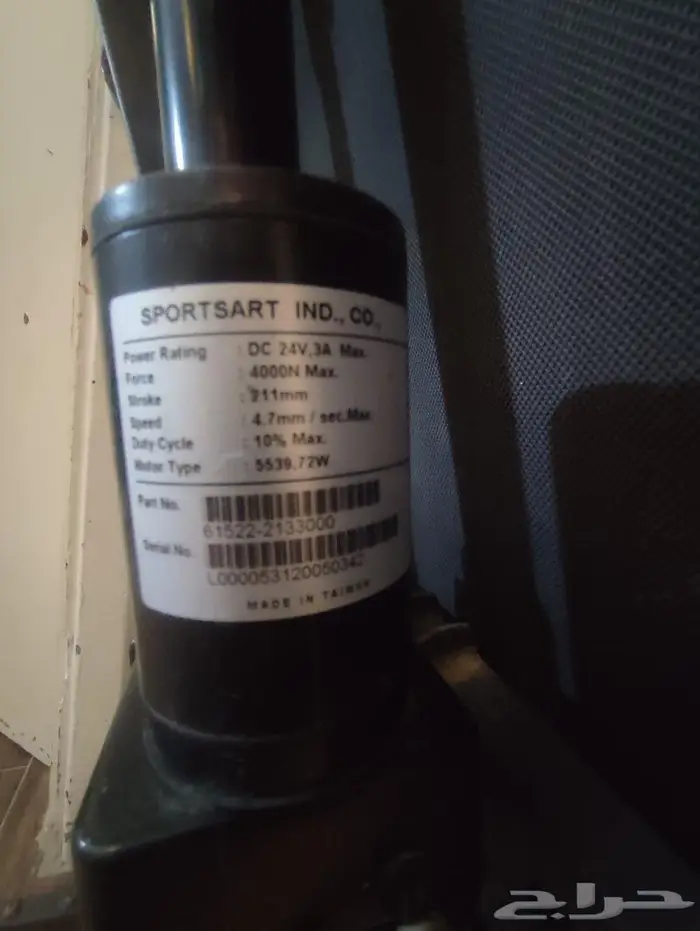 SPORTSART IND., CO.,
Power Rating : DC 24V,3A Max.
Force : 4000N Max.
Stroke : 211mm
Speed : 4.7mm / sec.Max.
Duty Cycle : 10% Max.
Motor Type : 5539,72W
Part No.
61522-2133000
Serial No.
L000053120050342
MADE IN TAIWAN
حراج